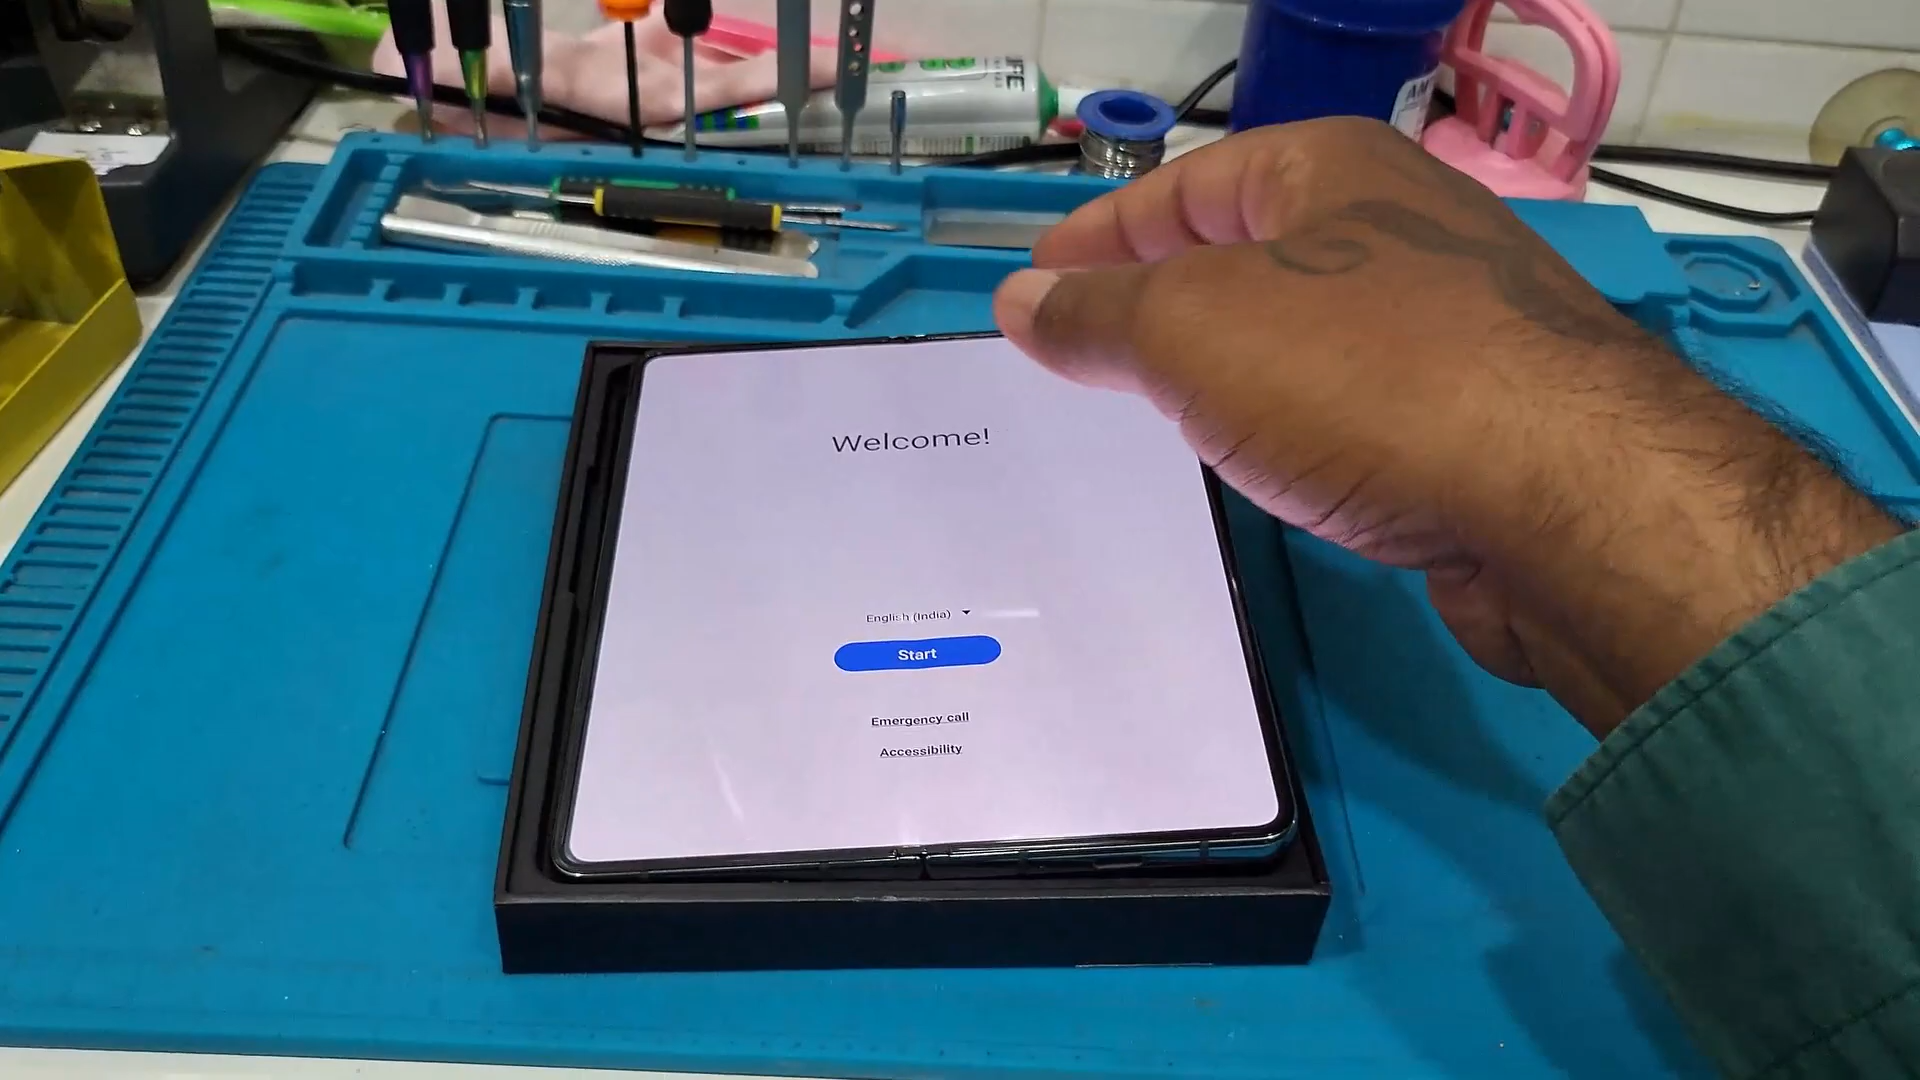 Welcome!
English (India)
Start
Emergency call
Accessibility